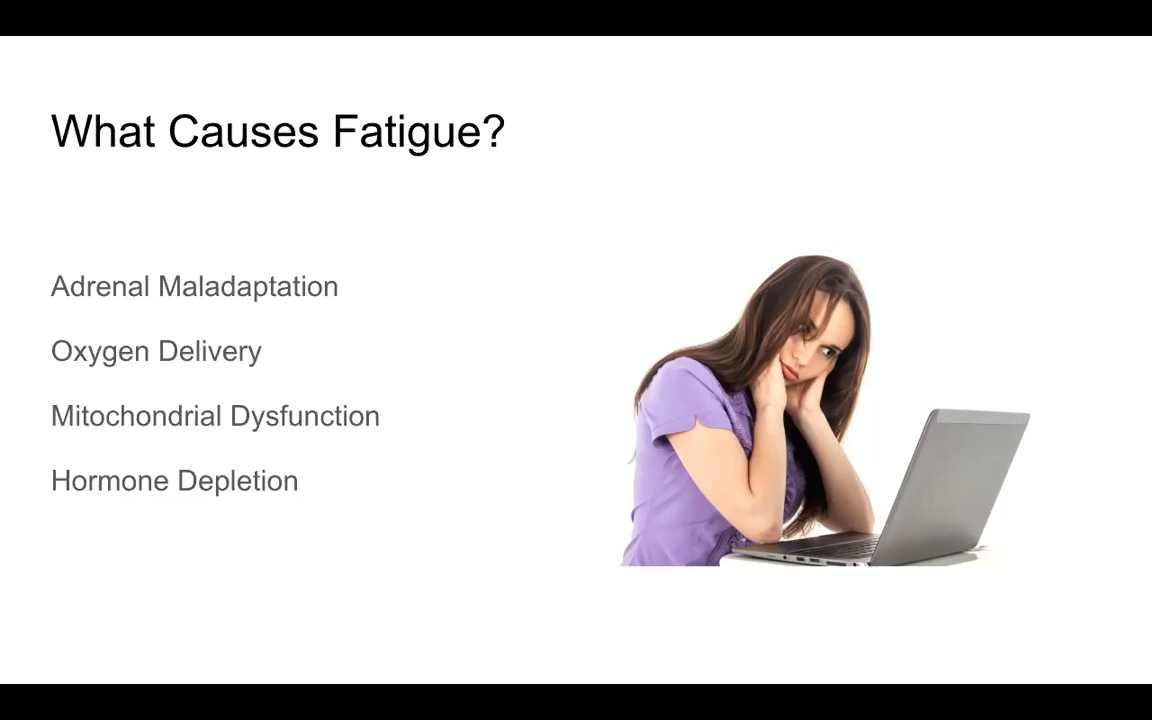 What Causes Fatigue?
Adrenal Maladaptation
Oxygen Delivery
Mitochondrial Dysfunction
Hormone Depletion